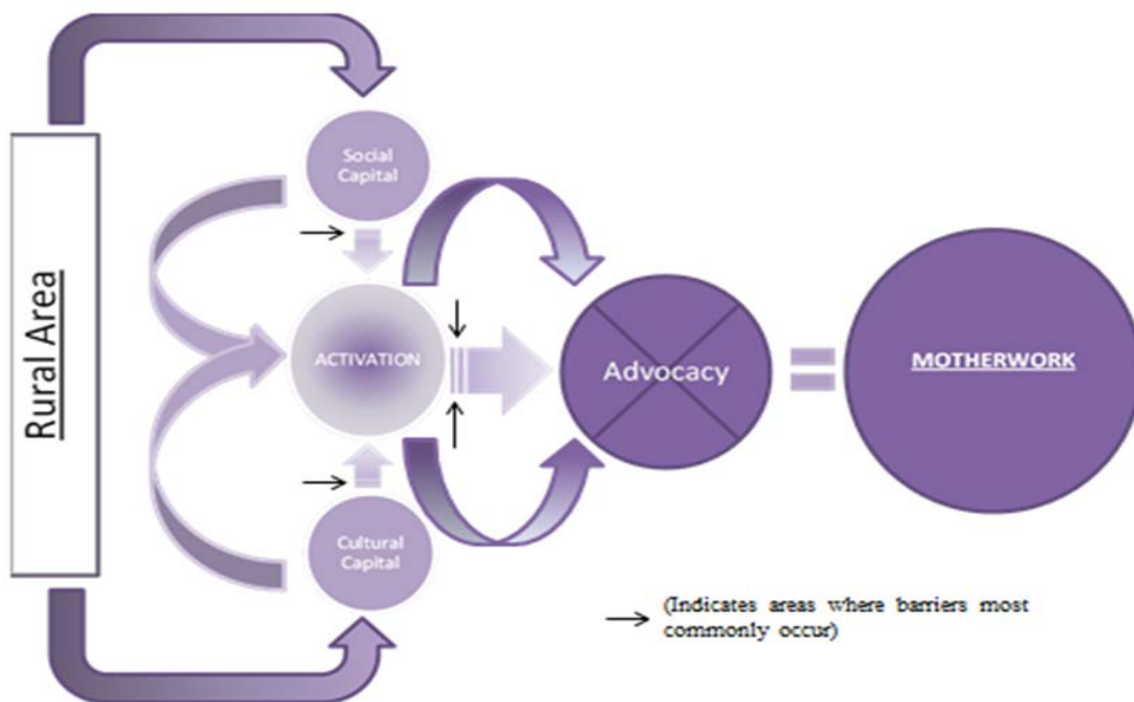 Rural Area
Social
Capital
ACTIVATION
Cultural
Capital
Advocacy
MOTHERWORK
(Indicates areas where barriers most
commonly occur)